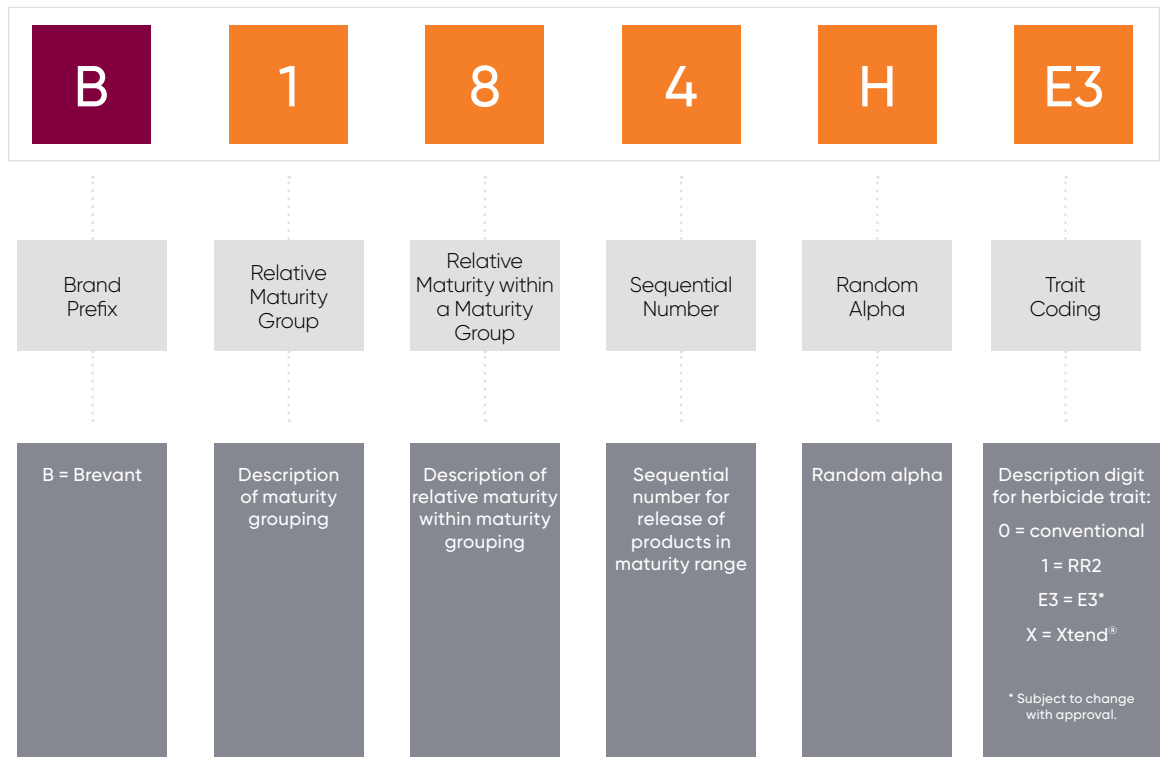 B
1
8
4
H
E3
Brand
Prefix
Relative
Maturity
Group
Relative
Maturity within
a Maturity
Group
Sequential
Number
Random
Alpha
Trait
Coding
B = Brevant
Description
of maturity
grouping
Description of
relative maturity
within maturity
grouping
Sequential
number for
release of
products in
maturity range
Random alpha
Description digit
for herbicide trait:
0 = conventional
1 = RR2
E3 = E3*
X = Xtend®
* Subject to change
with approval.